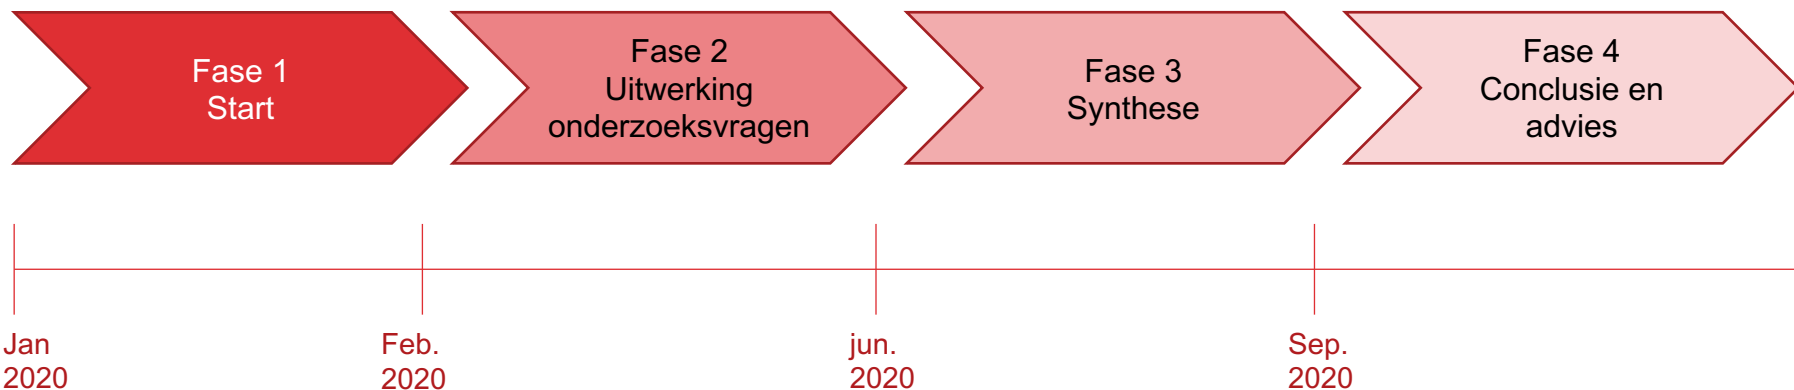 Fase 1
Start
Fase 2
Uitwerking
onderzoeksvragen
Fase 3
Synthese
Fase 4
Conclusie en
advies
Jan
2020
Feb.
2020
jun.
2020
Sep.
2020